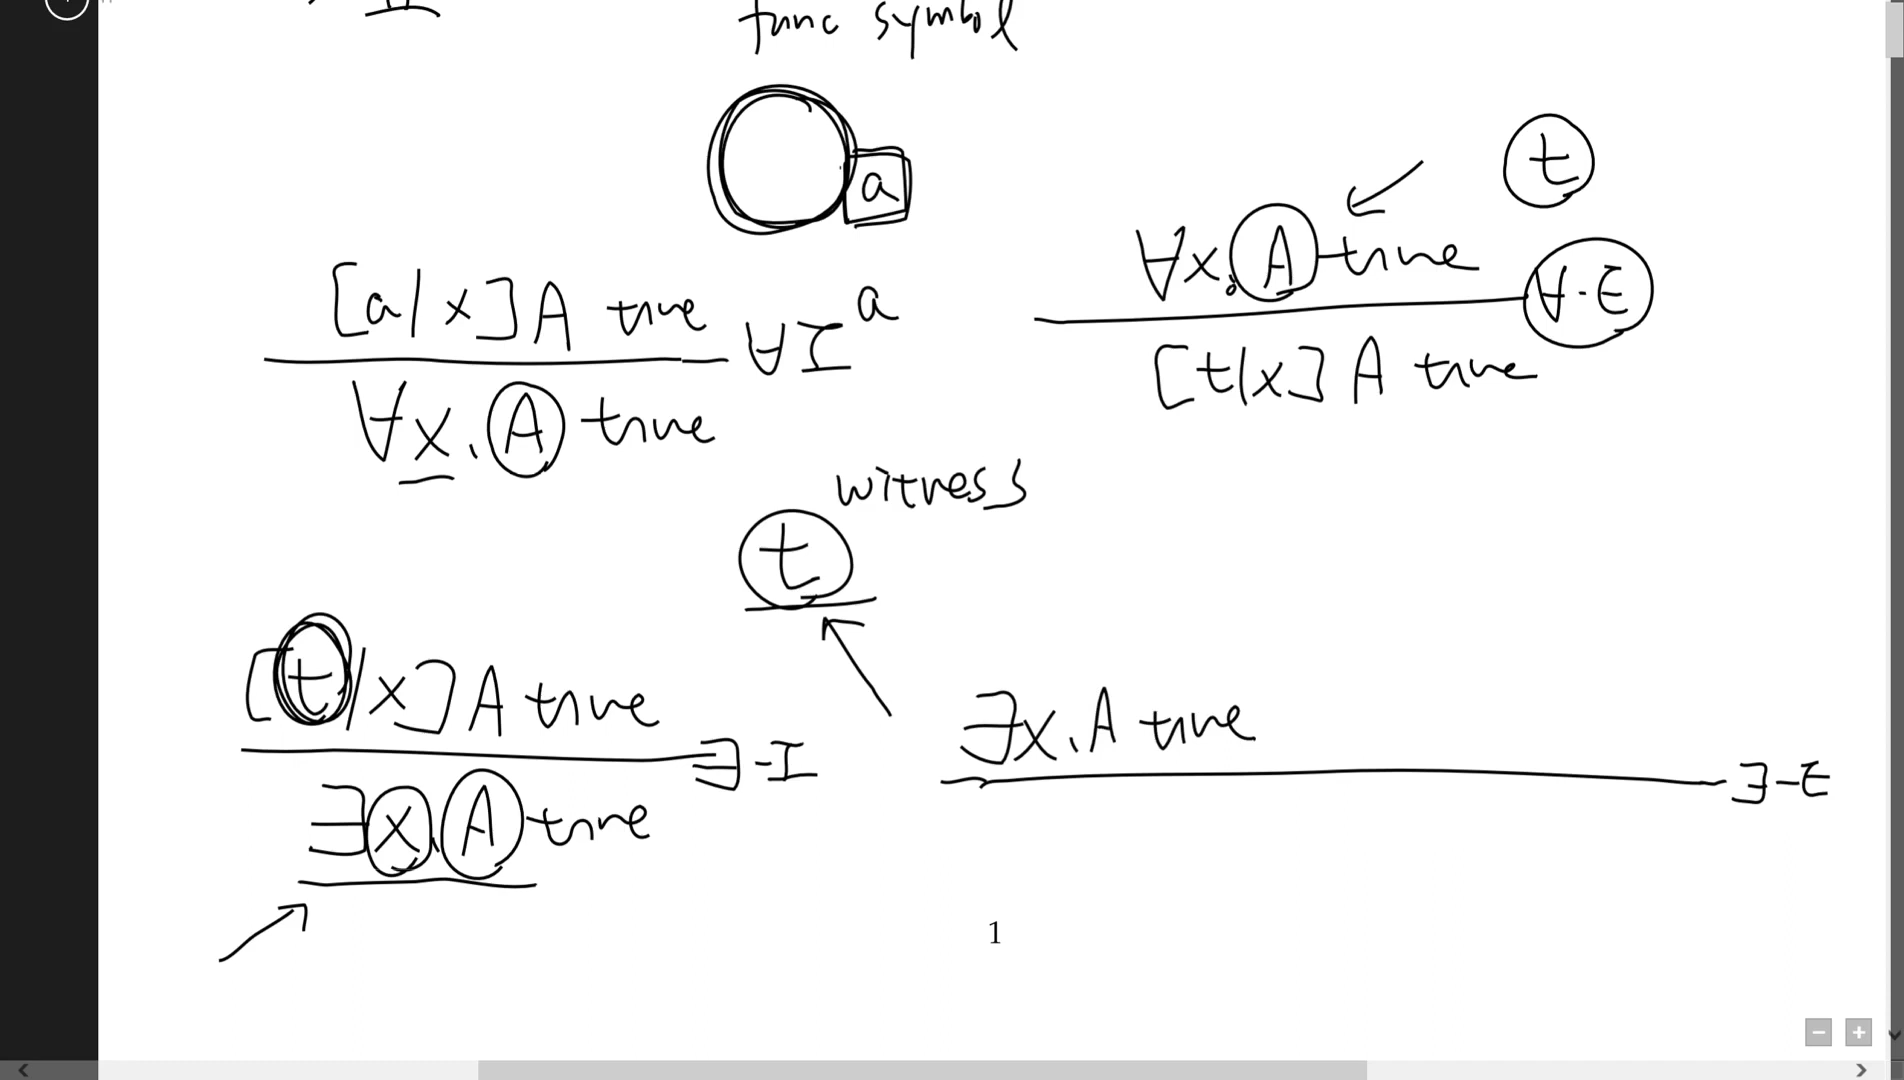 func symbol
a
t
[a/x]A true
∀I^a
∀x.A true
∀x.A true
∀-E
[t/x]A true
witness
t
[t/x]A true
∃-I
∃x.A true
∃x.A true
∃-E
1